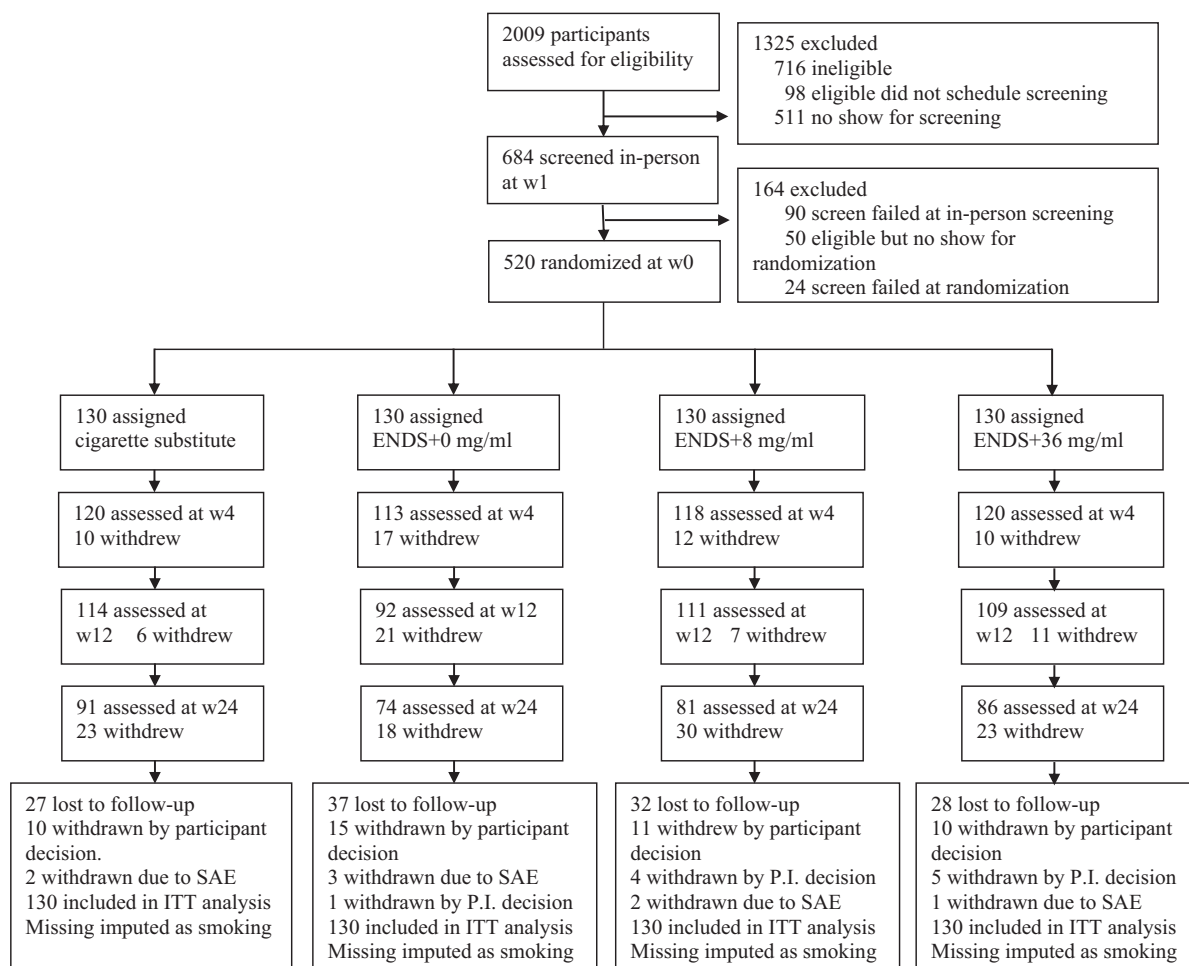 2009 participants
assessed for eligibility
1325 excluded
716 ineligible
98 eligible did not schedule screening
511 no show for screening
684 screened in-person
at w1
164 excluded
90 screen failed at in-person screening
50 eligible but no show for
randomization
24 screen failed at randomization
520 randomized at w0
130 assigned
cigarette substitute
130 assigned
ENDS+0 mg/ml
130 assigned
ENDS+8 mg/ml
130 assigned
ENDS+36 mg/ml
120 assessed at w4
10 withdrew
113 assessed at w4
17 withdrew
118 assessed at w4
12 withdrew
120 assessed at w4
10 withdrew
114 assessed at
w12 6 withdrew
92 assessed at w12
21 withdrew
111 assessed at
w12 7 withdrew
109 assessed at
w12 11 withdrew
91 assessed at w24
23 withdrew
74 assessed at w24
18 withdrew
81 assessed at w24
30 withdrew
86 assessed at w24
23 withdrew
27 lost to follow-up
10 withdrawn by participant
decision.
2 withdrawn due to SAE
130 included in ITT analysis
Missing imputed as smoking
37 lost to follow-up
15 withdrawn by participant
decision
3 withdrawn due to SAE
1 withdrawn by P.I. decision
130 included in ITT analysis
Missing imputed as smoking
32 lost to follow-up
11 withdrew by participant
decision
4 withdrawn by P.I. decision
2 withdrawn due to SAE
130 included in ITT analysis
Missing imputed as smoking
28 lost to follow-up
10 withdrawn by participant
decision
5 withdrawn by P.I. decision
1 withdrawn due to SAE
130 included in ITT analysis
Missing imputed as smoking